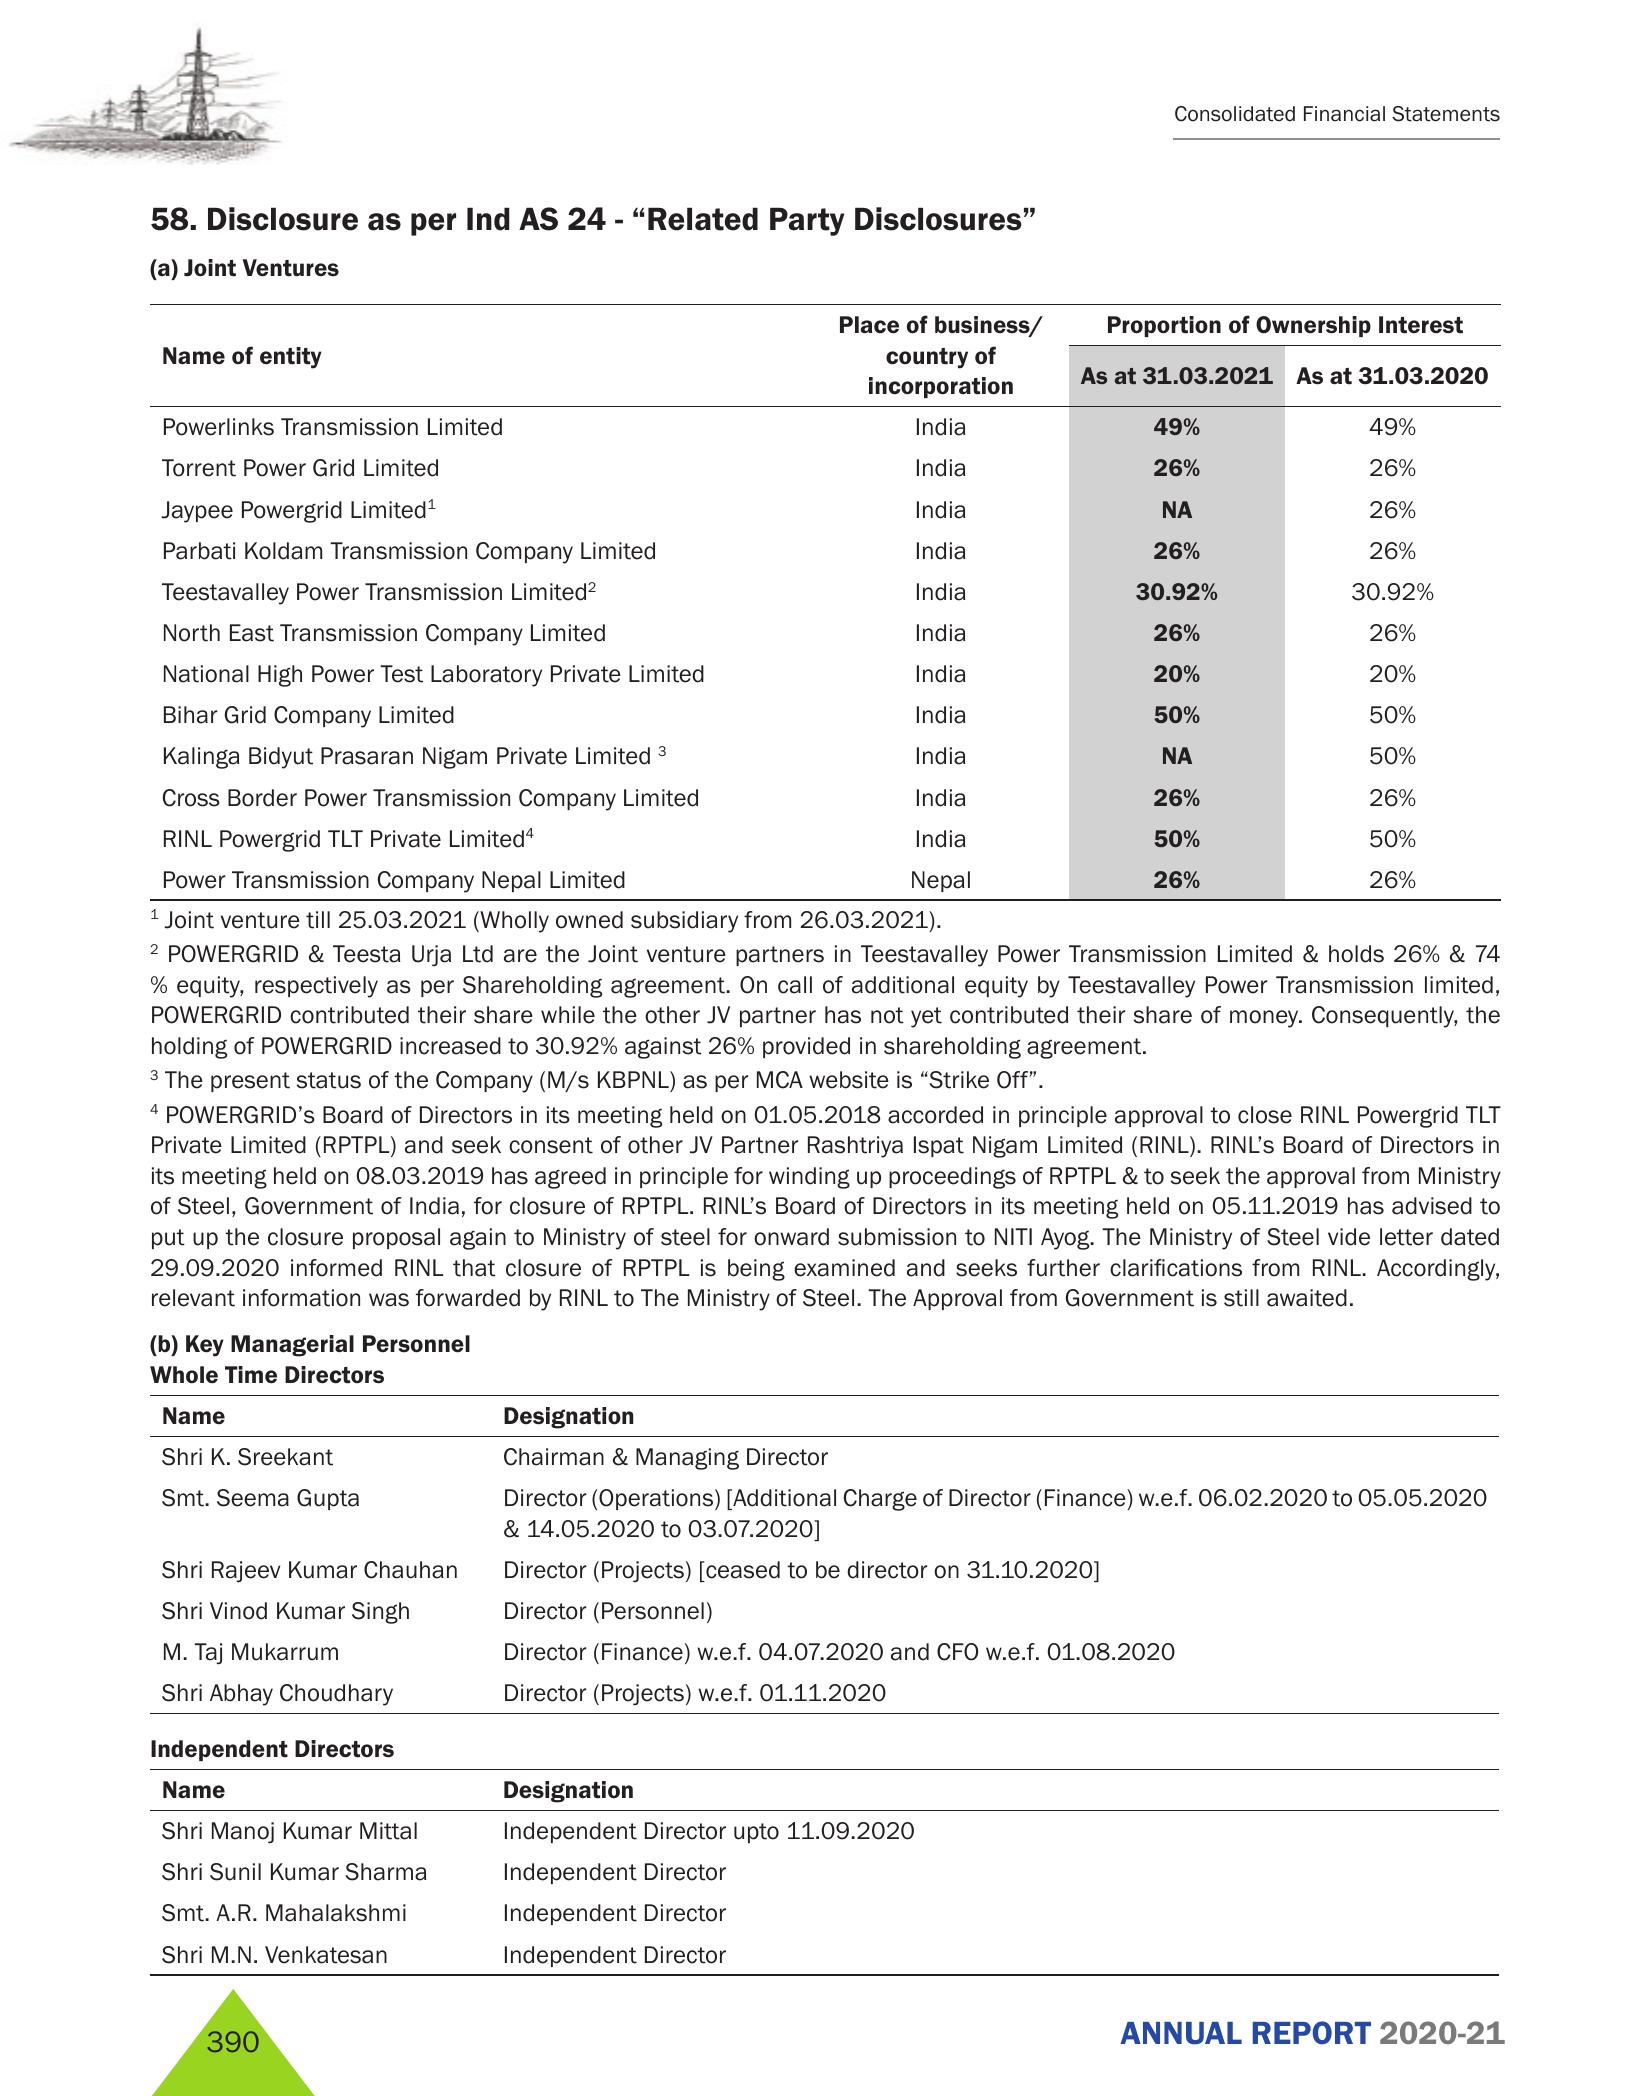 Consolidated Financial Statements
58. Disclosure as per Ind AS 24 - “Related Party Disclosures”
(a) Joint Ventures
Name of entity
Place of business/
country of
incorporation
Proportion of Ownership Interest
As at 31.03.2021 As at 31.03.2020
Powerlinks Transmission Limited India 49% 49%
Torrent Power Grid Limited India 26% 26%
Jaypee Powergrid Limited¹ India NA 26%
Parbati Koldam Transmission Company Limited India 26% 26%
Teestavalley Power Transmission Limited² India 30.92% 30.92%
North East Transmission Company Limited India 26% 26%
National High Power Test Laboratory Private Limited India 20% 20%
Bihar Grid Company Limited India 50% 50%
Kalinga Bidyut Prasaran Nigam Private Limited ³ India NA 50%
Cross Border Power Transmission Company Limited India 26% 26%
RINL Powergrid TLT Private Limited⁴ India 50% 50%
Power Transmission Company Nepal Limited Nepal 26% 26%
¹ Joint venture till 25.03.2021 (Wholly owned subsidiary from 26.03.2021).
² POWERGRID & Teesta Urja Ltd are the Joint venture partners in Teestavalley Power Transmission Limited & holds 26% & 74
% equity, respectively as per Shareholding agreement. On call of additional equity by Teestavalley Power Transmission limited,
POWERGRID contributed their share while the other JV partner has not yet contributed their share of money. Consequently, the
holding of POWERGRID increased to 30.92% against 26% provided in shareholding agreement.
³ The present status of the Company (M/s KBPNL) as per MCA website is “Strike Off”.
⁴ POWERGRID’s Board of Directors in its meeting held on 01.05.2018 accorded in principle approval to close RINL Powergrid TLT
Private Limited (RPTPL) and seek consent of other JV Partner Rashtriya Ispat Nigam Limited (RINL). RINL’s Board of Directors in
its meeting held on 08.03.2019 has agreed in principle for winding up proceedings of RPTPL & to seek the approval from Ministry
of Steel, Government of India, for closure of RPTPL. RINL’s Board of Directors in its meeting held on 05.11.2019 has advised to
put up the closure proposal again to Ministry of steel for onward submission to NITI Ayog. The Ministry of Steel vide letter dated
29.09.2020 informed RINL that closure of RPTPL is being examined and seeks further clarifications from RINL. Accordingly,
relevant information was forwarded by RINL to The Ministry of Steel. The Approval from Government is still awaited.
(b) Key Managerial Personnel
Whole Time Directors
Name Designation
Shri K. Sreekant Chairman & Managing Director
Smt. Seema Gupta Director (Operations) [Additional Charge of Director (Finance) w.e.f. 06.02.2020 to 05.05.2020
& 14.05.2020 to 03.07.2020]
Shri Rajeev Kumar Chauhan Director (Projects) [ceased to be director on 31.10.2020]
Shri Vinod Kumar Singh Director (Personnel)
M. Taj Mukarrum Director (Finance) w.e.f. 04.07.2020 and CFO w.e.f. 01.08.2020
Shri Abhay Choudhary Director (Projects) w.e.f. 01.11.2020
Independent Directors
Name Designation
Shri Manoj Kumar Mittal Independent Director upto 11.09.2020
Shri Sunil Kumar Sharma Independent Director
Smt. A.R. Mahalakshmi Independent Director
Shri M.N. Venkatesan Independent Director
390
ANNUAL REPORT 2020-21